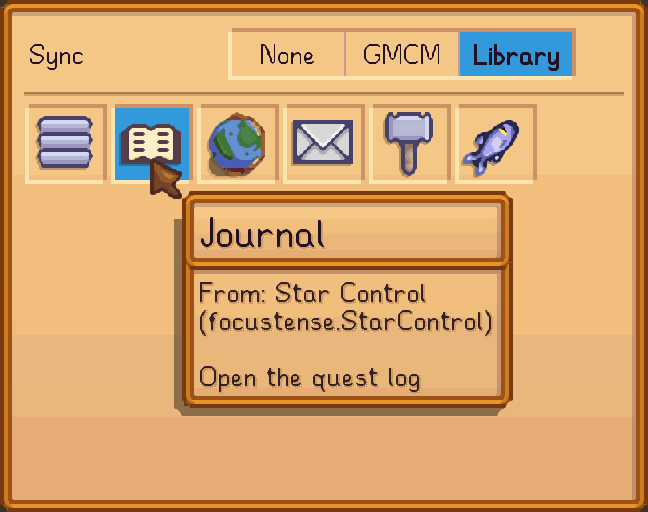 Sync
None
GMCM
Library
Journal
From: Star Control
(focustense.StarControl)
Open the quest log